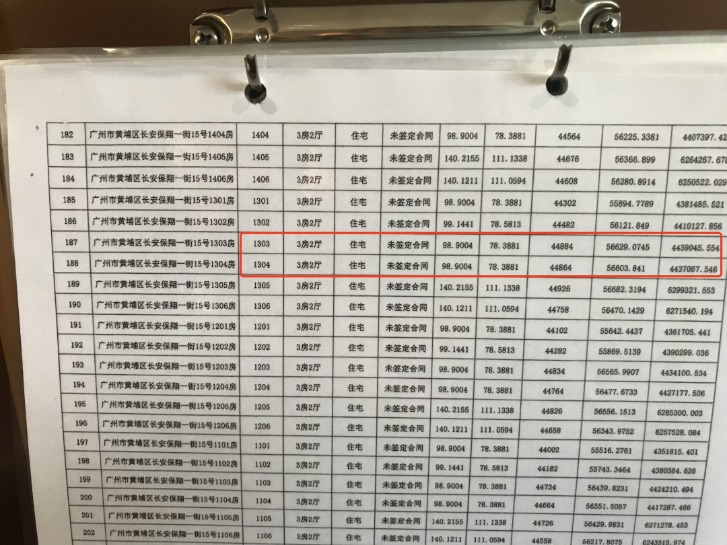 182 广州市黄埔区长安保翔一街15号1404房 1404 3房2厅 住宅 未签定合同 98.9004 78.3881 44564 56225.3381 4407397.42
183 广州市黄埔区长安保翔一街15号1405房 1405 3房2厅 住宅 未签定合同 140.2155 111.1338 44676 56366.899 6264267.678
184 广州市黄埔区长安保翔一街15号1406房 1406 3房2厅 住宅 未签定合同 140.1211 111.0594 44608 56280.8914 6250522.029
185 广州市黄埔区长安保翔一街15号1301房 1301 3房2厅 住宅 未签定合同 98.9004 78.3881 44302 55894.7789 4381485.521
186 广州市黄埔区长安保翔一街15号1302房 1302 3房2厅 住宅 未签定合同 99.1441 78.5813 44482 56121.849 4410127.856
187 广州市黄埔区长安保翔一街15号1303房 1303 3房2厅 住宅 未签定合同 98.9004 78.3881 44884 56629.0745 4439045.554
188 广州市黄埔区长安保翔一街15号1304房 1304 3房2厅 住宅 未签定合同 98.9004 78.3881 44864 56603.841 4437067.546
189 广州市黄埔区长安保翔一街15号1305房 1305 3房2厅 住宅 未签定合同 140.2155 111.1338 44926 56682.3194 6299321.553
190 广州市黄埔区长安保翔一街15号1306房 1306 3房2厅 住宅 未签定合同 140.1211 111.0594 44758 56470.1429 6271540.194
191 广州市黄埔区长安保翔一街15号1201房 1201 3房2厅 住宅 未签定合同 98.9004 78.3881 44102 55642.4437 4361705.441
192 广州市黄埔区长安保翔一街15号1202房 1202 3房2厅 住宅 未签定合同 99.1441 78.5813 44282 55869.5139 4390299.036
193 广州市黄埔区长安保翔一街15号1203房 1203 3房2厅 住宅 未签定合同 98.9004 78.3881 44834 56565.9907 4434100.534
194 广州市黄埔区长安保翔一街15号1204房 1204 3房2厅 住宅 未签定合同 98.9004 78.3881 44764 56477.6733 4427177.506
195 广州市黄埔区长安保翔一街15号1205房 1205 3房2厅 住宅 未签定合同 140.2155 111.1338 44826 56556.1513 6285300.003
196 广州市黄埔区长安保翔一街15号1206房 1206 3房2厅 住宅 未签定合同 140.1211 111.0594 44658 56343.9752 6257528.084
197 广州市黄埔区长安保翔一街15号1101房 1101 3房2厅 住宅 未签定合同 98.9004 78.3881 44002 55516.2761 4351815.401
198 广州市黄埔区长安保翔一街15号1102房 1102 3房2厅 住宅 未签定合同 99.1441 78.5813 44182 55743.3464 4380384.626
199 广州市黄埔区长安保翔一街15号1103房 1103 3房2厅 住宅 未签定合同 98.9004 78.3881 44734 56439.8231 4424210.494
200 广州市黄埔区长安保翔一街15号1104房 1104 3房2厅 住宅 未签定合同 98.9004 78.3881 44664 56351.5057 4417287.466
201 广州市黄埔区长安保翔一街15号1105房 1105 3房2厅 住宅 未签定合同 140.2155 111.1338 44726 56429.9831 6271278.453
202 广州市黄埔区长安保翔一街15号1106房 1106 3房2厅 住宅 未签定合同 140.1211 111.0594 44558 56217.8075 6243515.974